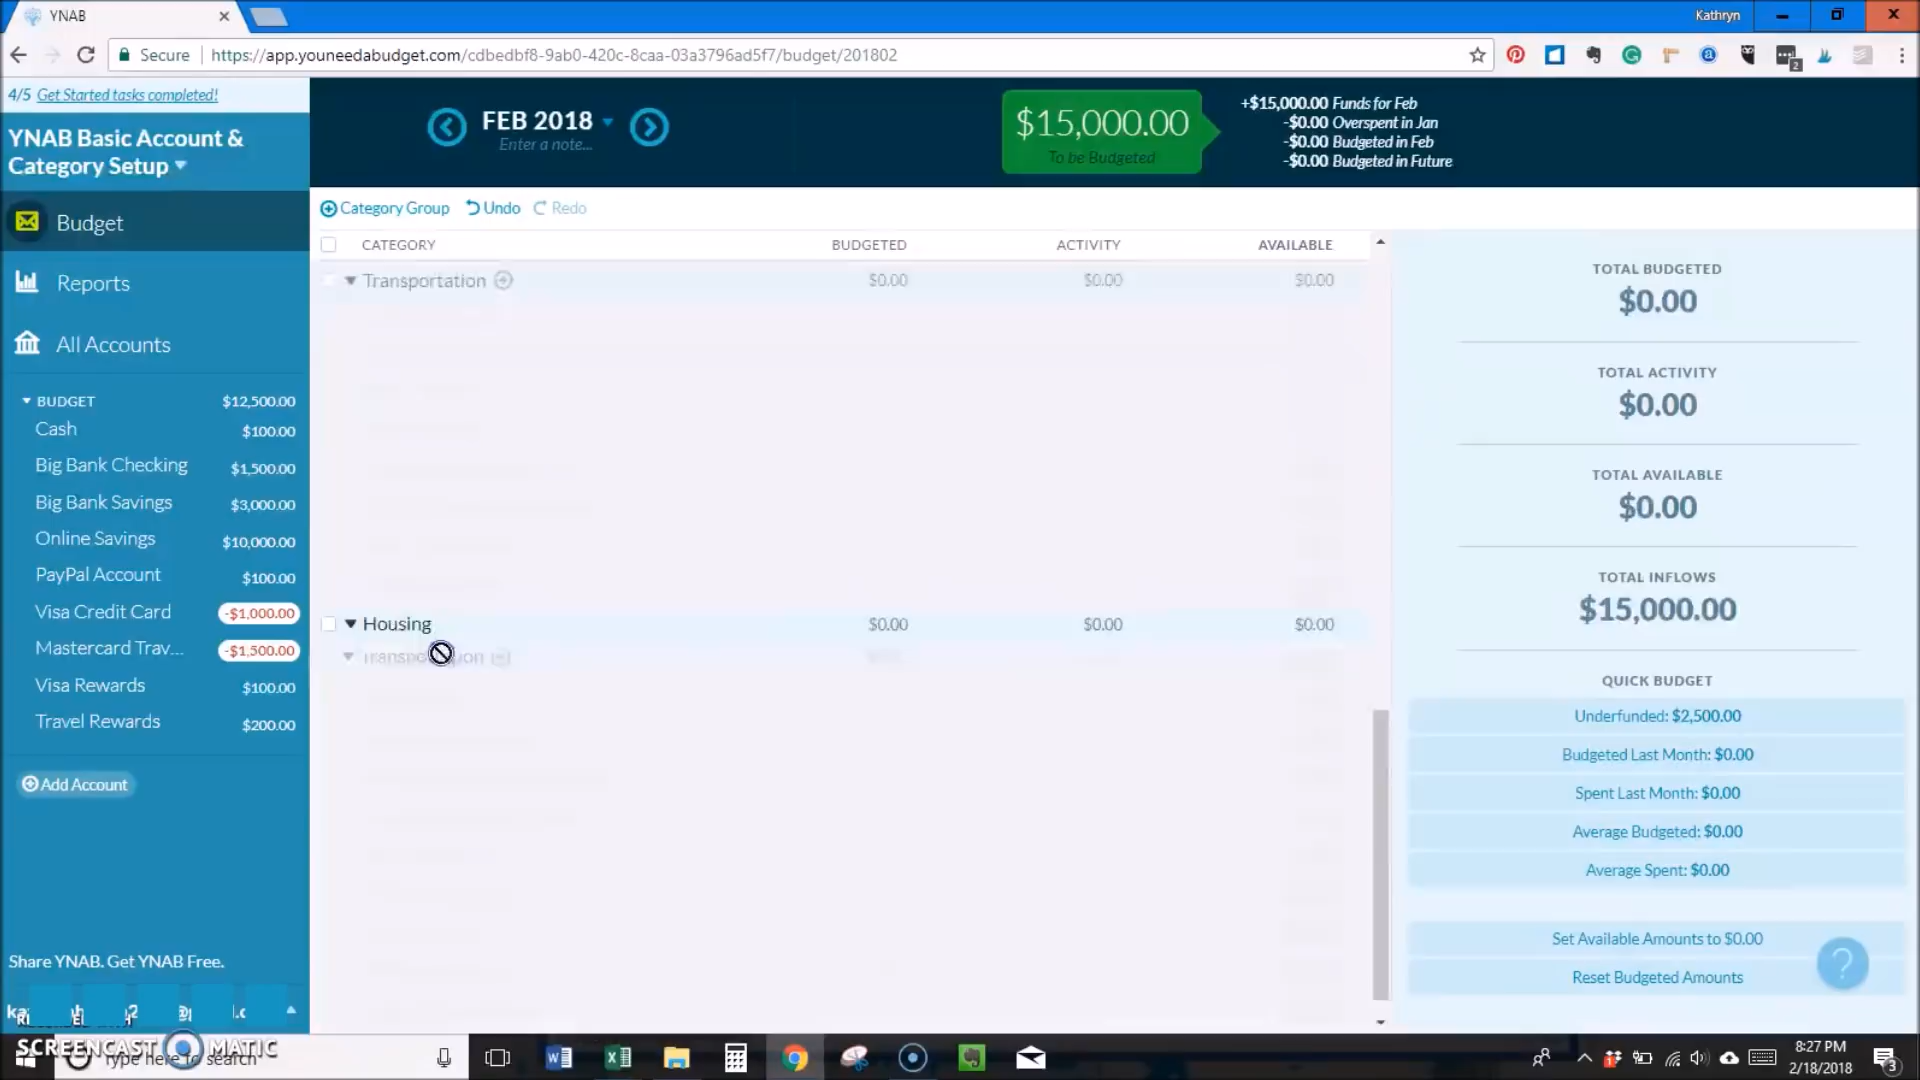 YNAB
Kathryn
Secure
https://app.youneedabudget.com/cdbedbf8-9ab0-420c-8caa-03a3796ad5f7/budget/201802
2
4/5 Get Started tasks completed!
YNAB Basic Account &
Category Setup
FEB 2018
Enter a note...
$15,000.00
To be Budgeted
+$15,000.00 Funds for Feb
-$0.00 Overspent in Jan
-$0.00 Budgeted in Feb
-$0.00 Budgeted in Future
Budget
Reports
All Accounts
BUDGET $12,500.00
Cash $100.00
Big Bank Checking $1,500.00
Big Bank Savings $3,000.00
Online Savings $10,000.00
PayPal Account $100.00
Visa Credit Card -$1,000.00
Mastercard Trav... -$1,500.00
Visa Rewards $100.00
Travel Rewards $200.00
Add Account
Share YNAB. Get YNAB Free.
Category Group Undo Redo
CATEGORY BUDGETED ACTIVITY AVAILABLE
Transportation $0.00 $0.00 $0.00
Housing $0.00 $0.00 $0.00
TOTAL BUDGETED
$0.00
TOTAL ACTIVITY
$0.00
TOTAL AVAILABLE
$0.00
TOTAL INFLOWS
$15,000.00
QUICK BUDGET
Underfunded: $2,500.00
Budgeted Last Month: $0.00
Spent Last Month: $0.00
Average Budgeted: $0.00
Average Spent: $0.00
Set Available Amounts to $0.00
Reset Budgeted Amounts
?
SCREENCAST MATIC
Type here to search
8:27 PM
2/18/2018
3